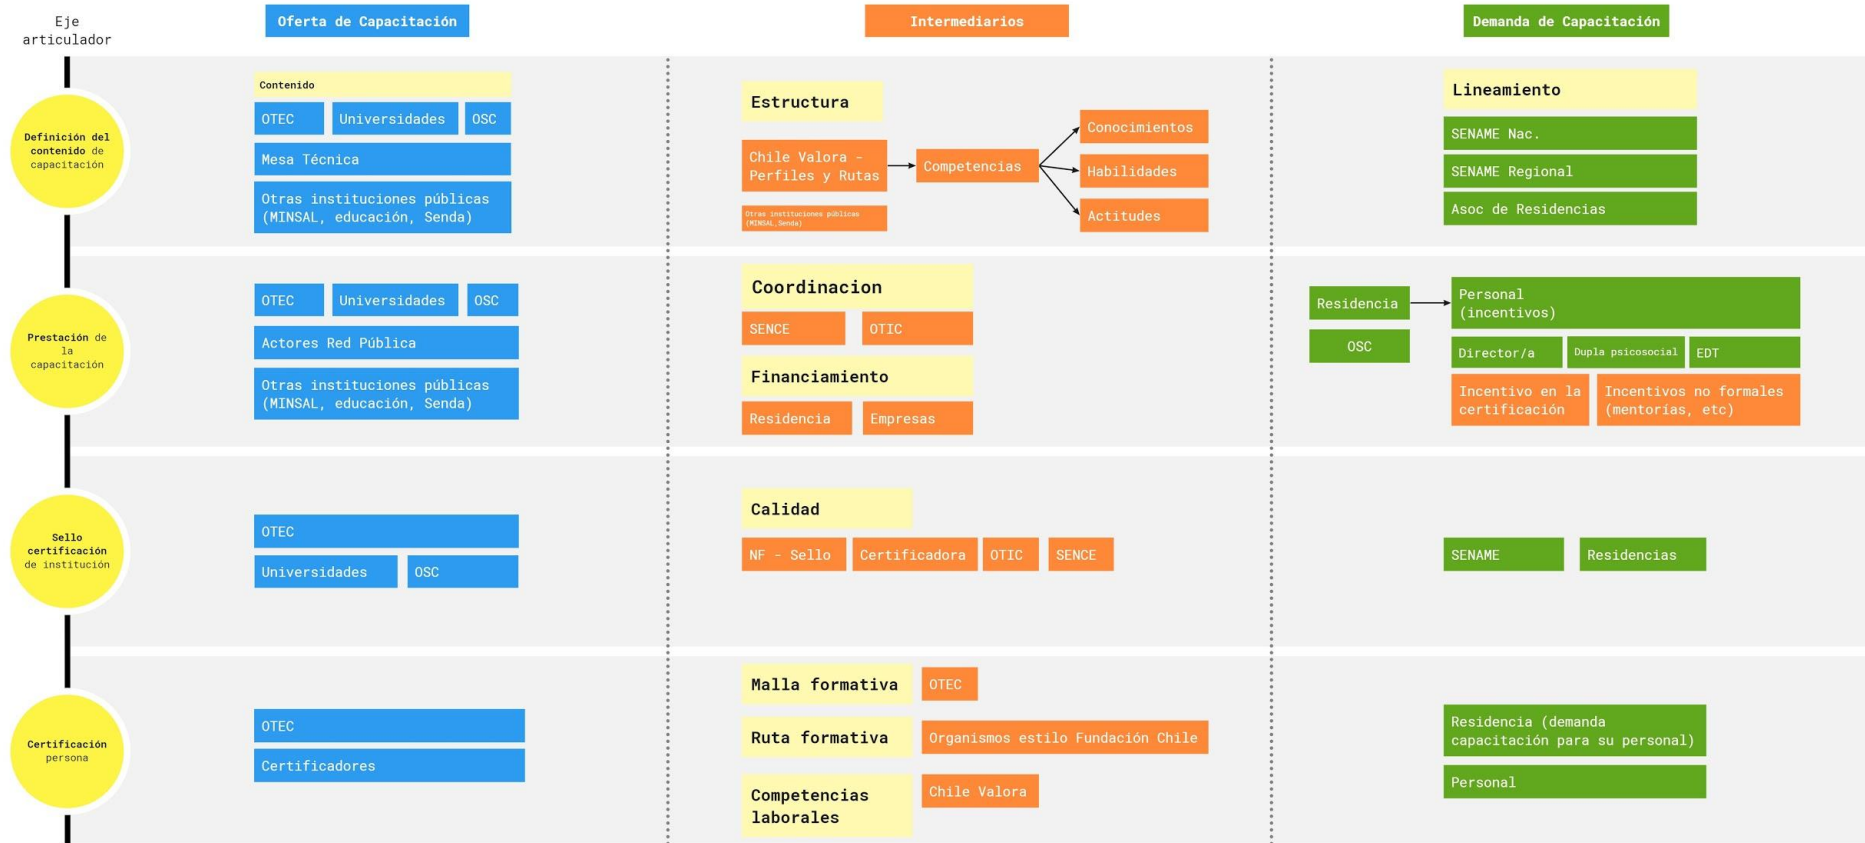 Eje
articulador
Oferta de Capacitación
Intermediarios
Demanda de Capacitación
Definición del
contenido de
capacitación
Contenido
OTEC
Universidades
OSC
Mesa Técnica
Otras instituciones públicas
(MINSAL, educación, Senda)
Estructura
Chile Valora -
Perfiles y Rutas
Otras instituciones públicas
(MINSAL,Senda)
Competencias
Conocimientos
Habilidades
Actitudes
Lineamiento
SENAME Nac.
SENAME Regional
Asoc de Residencias
Prestación de
la
capacitación
OTEC
Universidades
OSC
Actores Red Pública
Otras instituciones públicas
(MINSAL, educación, Senda)
Coordinacion
SENCE
OTIC
Financiamiento
Residencia
Empresas
Residencia
OSC
Personal
(incentivos)
Director/a
Dupla psicosocial
EDT
Incentivo en la
certificación
Incentivos no formales
(mentorías, etc)
Sello
certificación
de institución
OTEC
Universidades
OSC
Calidad
NF - Sello
Certificadora
OTIC
SENCE
SENAME
Residencias
Certificación
persona
OTEC
Certificadores
Malla formativa
OTEC
Ruta formativa
Organismos estilo Fundación Chile
Competencias
laborales
Chile Valora
Residencia (demanda
capacitación para su personal)
Personal